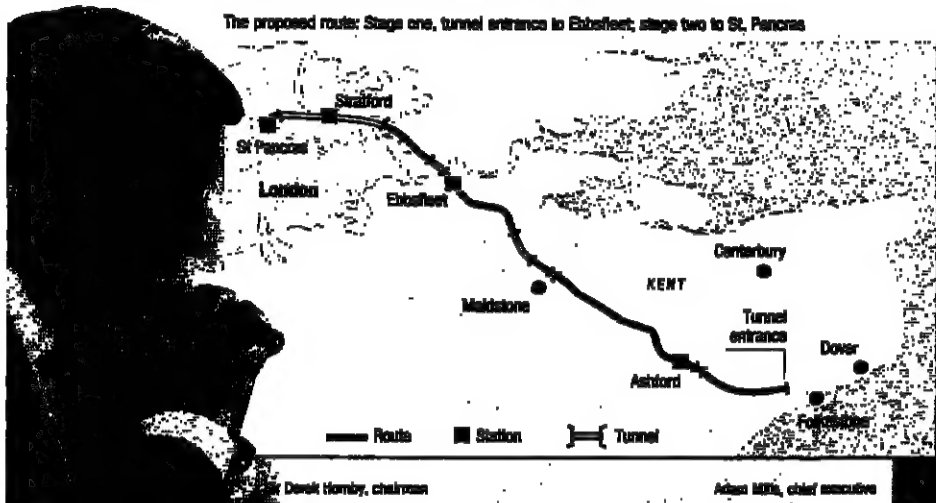 The proposed route: Stage one, tunnel entrance to Ebbsfleet; stage two to St. Pancras
Stratford
St Pancras
London
Ebbsfleet
Canterbury
KENT
Maidstone
Tunnel
entrance
Dover
Ashford
Folkestone
Route
Station
Tunnel
Sir Derek Hornby, chairman
Adam Mills, chief executive